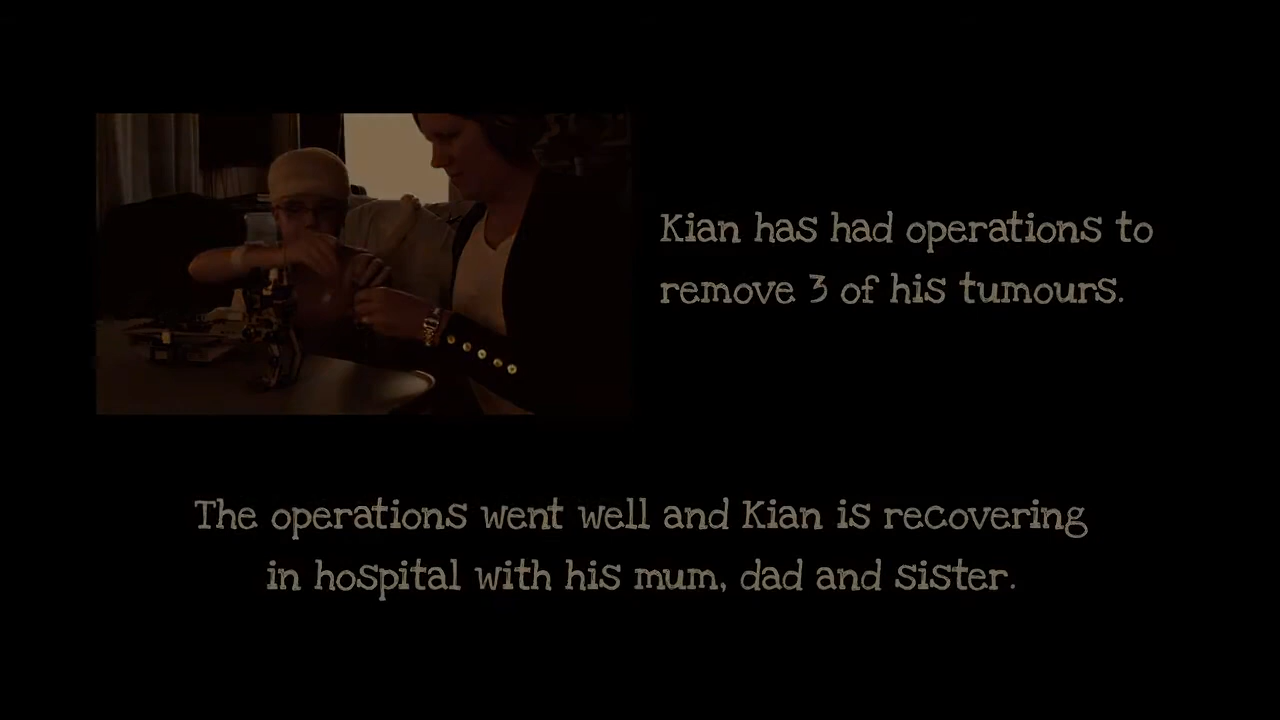 Kian has had operations to
remove 3 of his tumours.
The operations went well and Kian is recovering
in hospital with his mum, dad and sister.